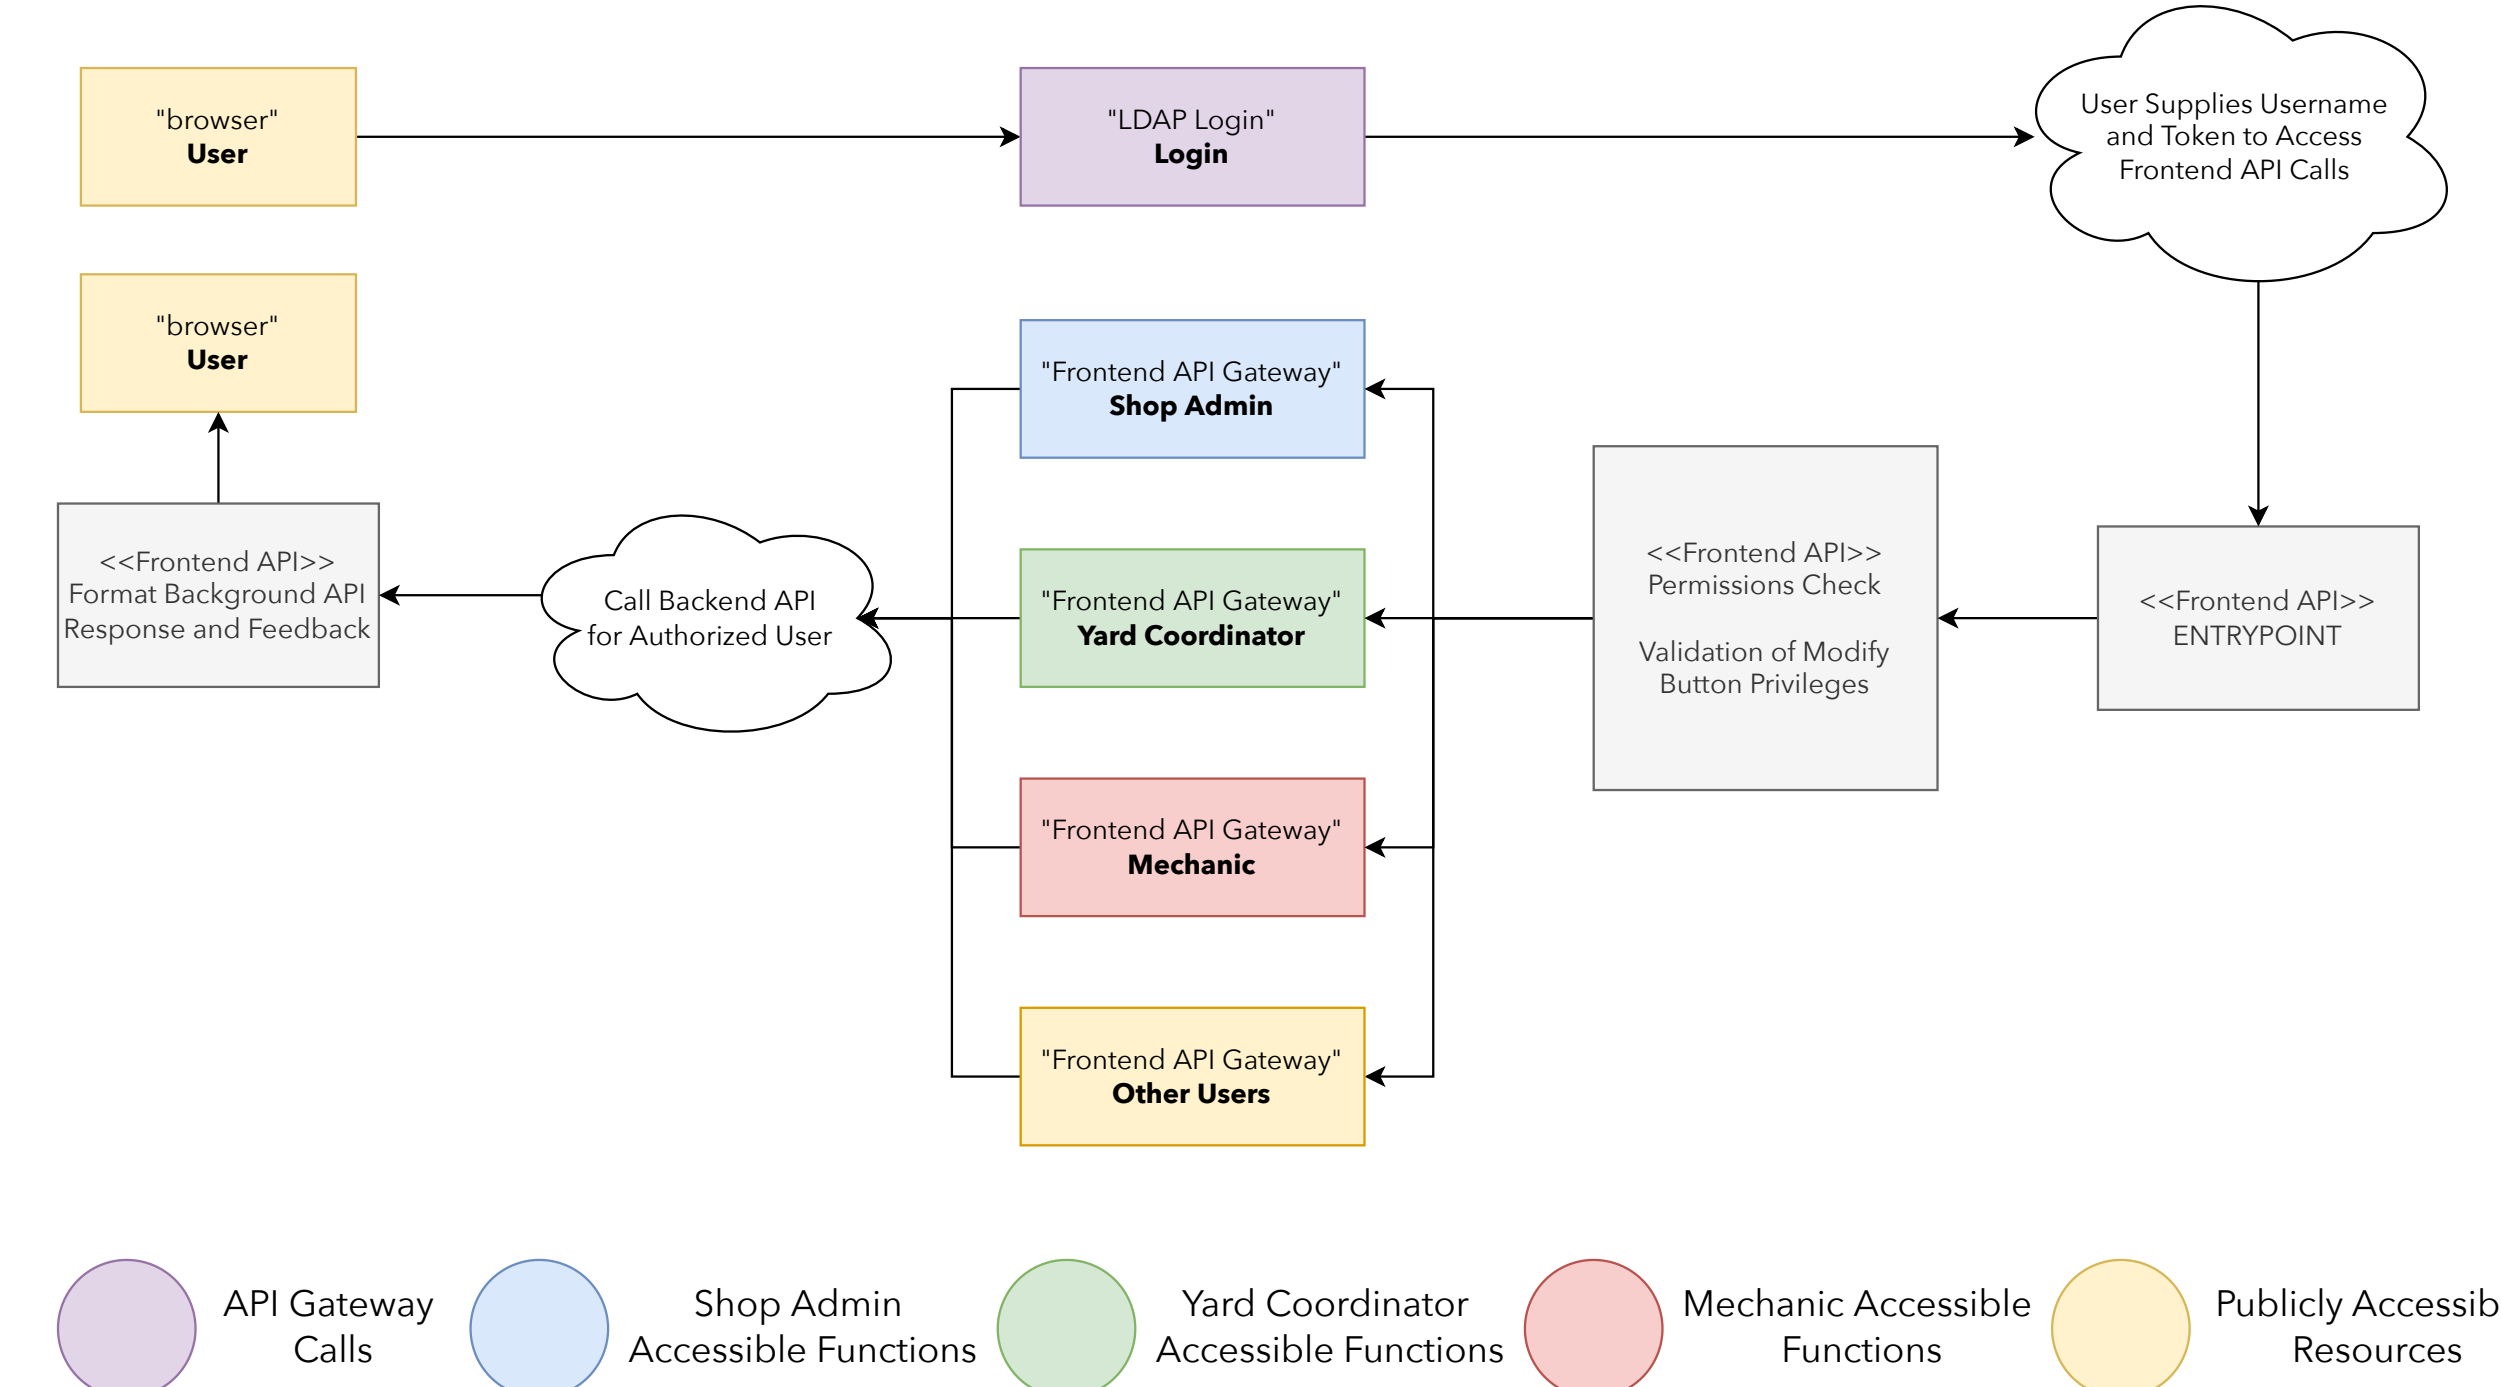 "browser"
User
"LDAP Login"
Login
User Supplies Username
and Token to Access
Frontend API Calls
"browser"
User
"Frontend API Gateway"
Shop Admin
<<Frontend API>>
Format Background API
Response and Feedback
Call Backend API
for Authorized User
"Frontend API Gateway"
Yard Coordinator
<<Frontend API>>
Permissions Check
Validation of Modify
Button Privileges
<<Frontend API>>
ENTRYPOINT
"Frontend API Gateway"
Mechanic
"Frontend API Gateway"
Other Users
API Gateway
Calls
Shop Admin
Accessible Functions
Yard Coordinator
Accessible Functions
Mechanic Accessible
Functions
Publicly Accessib
Resources